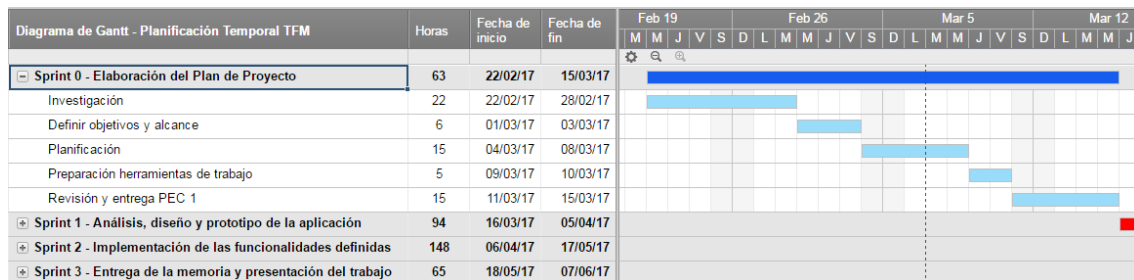 Diagrama de Gantt - Planificación Temporal TFM Horas Fecha de inicio Fecha de fin Feb 19 Feb 26 Mar 5 Mar 12
M M J V S D L M M J V S D L M M J V S D L M M J
Sprint 0 - Elaboración del Plan de Proyecto 63 22/02/17 15/03/17
Investigación 22 22/02/17 28/02/17
Definir objetivos y alcance 6 01/03/17 03/03/17
Planificación 15 04/03/17 08/03/17
Preparación herramientas de trabajo 5 09/03/17 10/03/17
Revisión y entrega PEC 1 15 11/03/17 15/03/17
Sprint 1 - Análisis, diseño y prototipo de la aplicación 94 16/03/17 05/04/17
Sprint 2 - Implementación de las funcionalidades definidas 148 06/04/17 17/05/17
Sprint 3 - Entrega de la memoria y presentación del trabajo 65 18/05/17 07/06/17